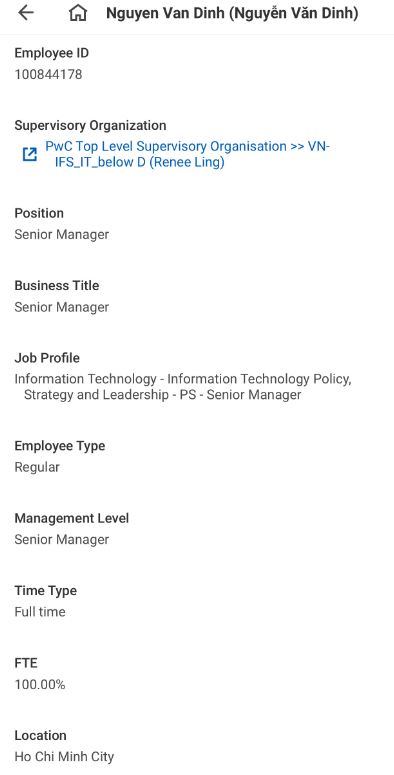 Nguyen Van Dinh (Nguyễn Văn Dinh)
Employee ID
100844178
Supervisory Organization
PwC Top Level Supervisory Organisation >> VN-
IFS_IT_below D (Renee Ling)
Position
Senior Manager
Business Title
Senior Manager
Job Profile
Information Technology - Information Technology Policy,
Strategy and Leadership - PS - Senior Manager
Employee Type
Regular
Management Level
Senior Manager
Time Type
Full time
FTE
100.00%
Location
Ho Chi Minh City